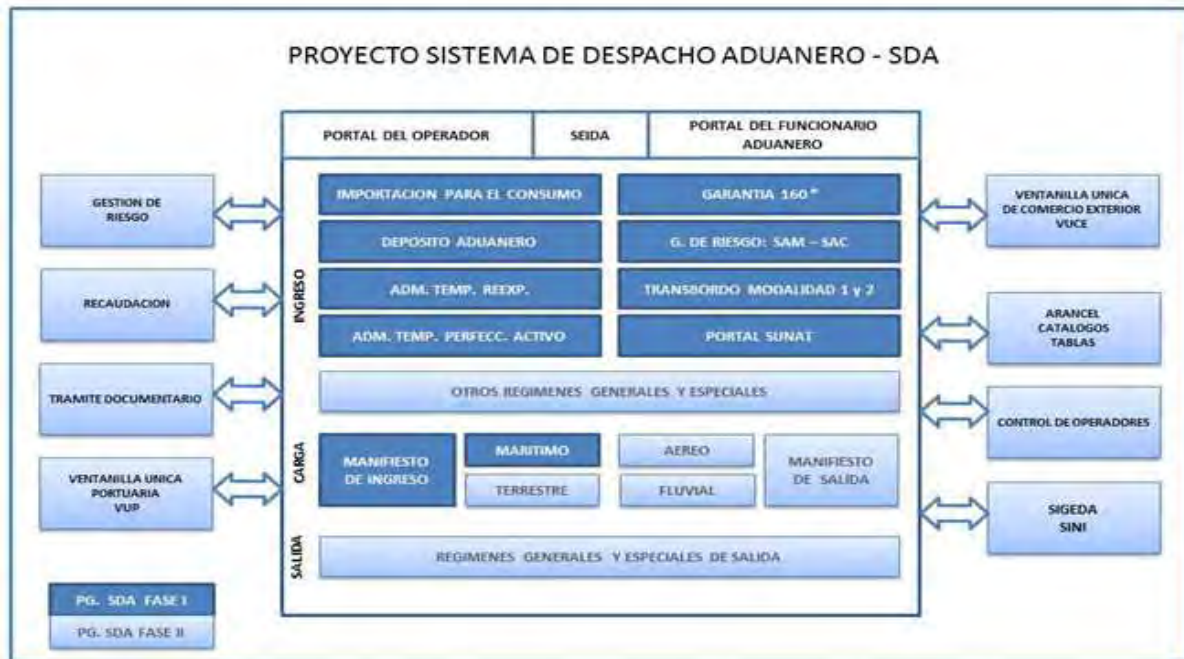 PROYECTO SISTEMA DE DESPACHO ADUANERO - SDA
PORTAL DEL OPERADOR
SEIDA
PORTAL DEL FUNCIONARIO
ADUANERO
GESTION DE
RIESGO
RECAUDACION
TRAMITE DOCUMENTARIO
VENTANILLA UNICA
PORTUARIA
VUP
INGRESO
IMPORTACION PARA EL CONSUMO
GARANTIA 160°
DEPOSITO ADUANERO
G. DE RIESGO: SAM – SAC
ADM. TEMP. REEXP.
TRANSBORDO MODALIDAD 1 y 2
ADM. TEMP. PERFECC. ACTIVO
PORTAL SUNAT
OTROS REGIMENES GENERALES Y ESPECIALES
CARGA
MANIFIESTO
DE INGRESO
MARITIMO
TERRESTRE
AEREO
FLUVIAL
MANIFIESTO
DE SALIDA
SALIDA
REGIMENES GENERALES Y ESPECIALES DE SALIDA
VENTANILLA UNICA
DE COMERCIO EXTERIOR
VUCE
ARANCEL
CATALOGOS
TABLAS
CONTROL DE OPERADORES
SIGEDA
SINI
PG. SDA FASE I
PG. SDA FASE II